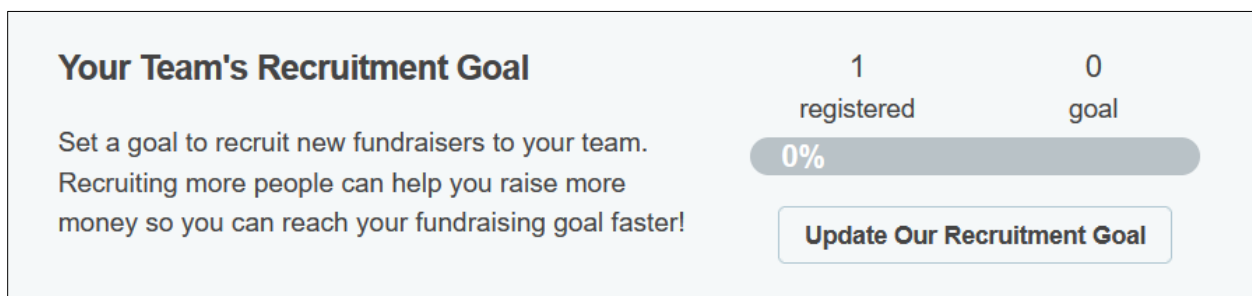 Your Team's Recruitment Goal
1 0
registered goal
Set a goal to recruit new fundraisers to your team.
Recruiting more people can help you raise more
money so you can reach your fundraising goal faster!
0%
Update Our Recruitment Goal